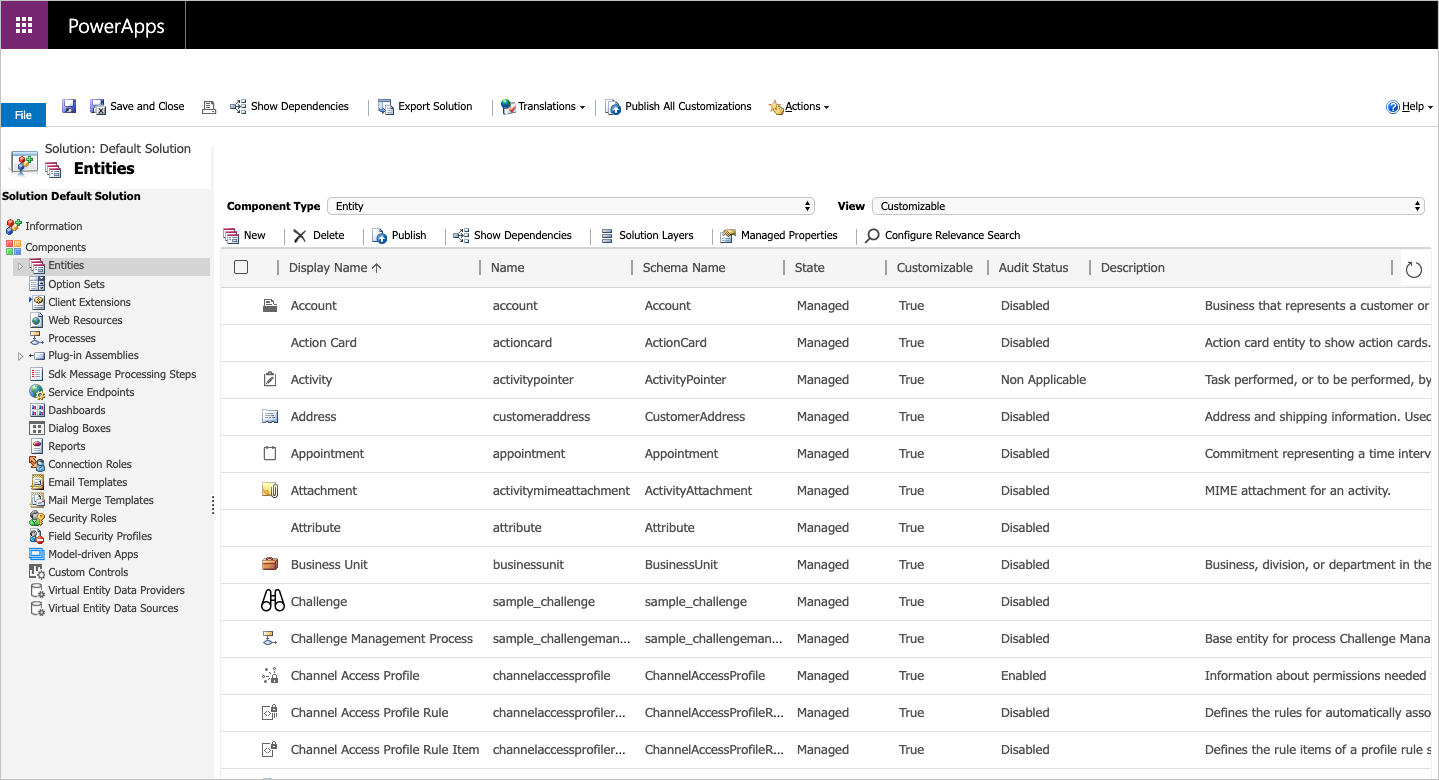 PowerApps
File
Save and Close Show Dependencies Export Solution Translations Publish All Customizations Actions Help
Solution: Default Solution
Entities
Solution Default Solution
Information
Components
Entities
Option Sets
Client Extensions
Web Resources
Processes
Plug-in Assemblies
Sdk Message Processing Steps
Service Endpoints
Dashboards
Dialog Boxes
Reports
Connection Roles
Email Templates
Mail Merge Templates
Security Roles
Field Security Profiles
Model-driven Apps
Custom Controls
Virtual Entity Data Providers
Virtual Entity Data Sources
Component Type Entity View Customizable
New Delete Publish Show Dependencies Solution Layers Managed Properties Configure Relevance Search
Display Name Name Schema Name State Customizable Audit Status Description
Account account Account Managed True Disabled Business that represents a customer or
Action Card actioncard ActionCard Managed True Disabled Action card entity to show action cards.
Activity activitypointer ActivityPointer Managed True Non Applicable Task performed, or to be performed, by
Address customeraddress CustomerAddress Managed True Disabled Address and shipping information. Used
Appointment appointment Appointment Managed True Disabled Commitment representing a time interv
Attachment activitymimeattachment ActivityAttachment Managed True Disabled MIME attachment for an activity.
Attribute attribute Attribute Managed True Disabled
Business Unit businessunit BusinessUnit Managed True Disabled Business, division, or department in the
Challenge sample_challenge sample_challenge Managed True Disabled
Challenge Management Process sample_challengeman... sample_challengeman... Managed True Disabled Base entity for process Challenge Mana
Channel Access Profile channelaccessprofile ChannelAccessProfile Managed True Enabled Information about permissions needed
Channel Access Profile Rule channelaccessprofiler... ChannelAccessProfileR... Managed True Disabled Defines the rules for automatically asso
Channel Access Profile Rule Item channelaccessprofiler... ChannelAccessProfileR... Managed True Disabled Defines the rule items of a profile rule s